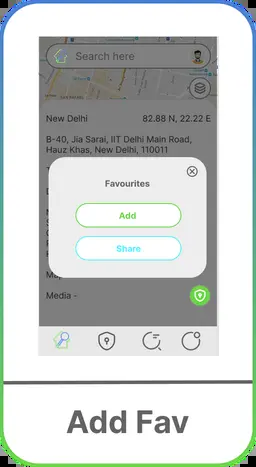 Search here
New Delhi 82.88 N, 22.22 E
B-40, Jia Sarai, IIT Delhi Main Road,
Hauz Khas, New Delhi, 110011
Favourites
Add
Share
Media -
Add Fav